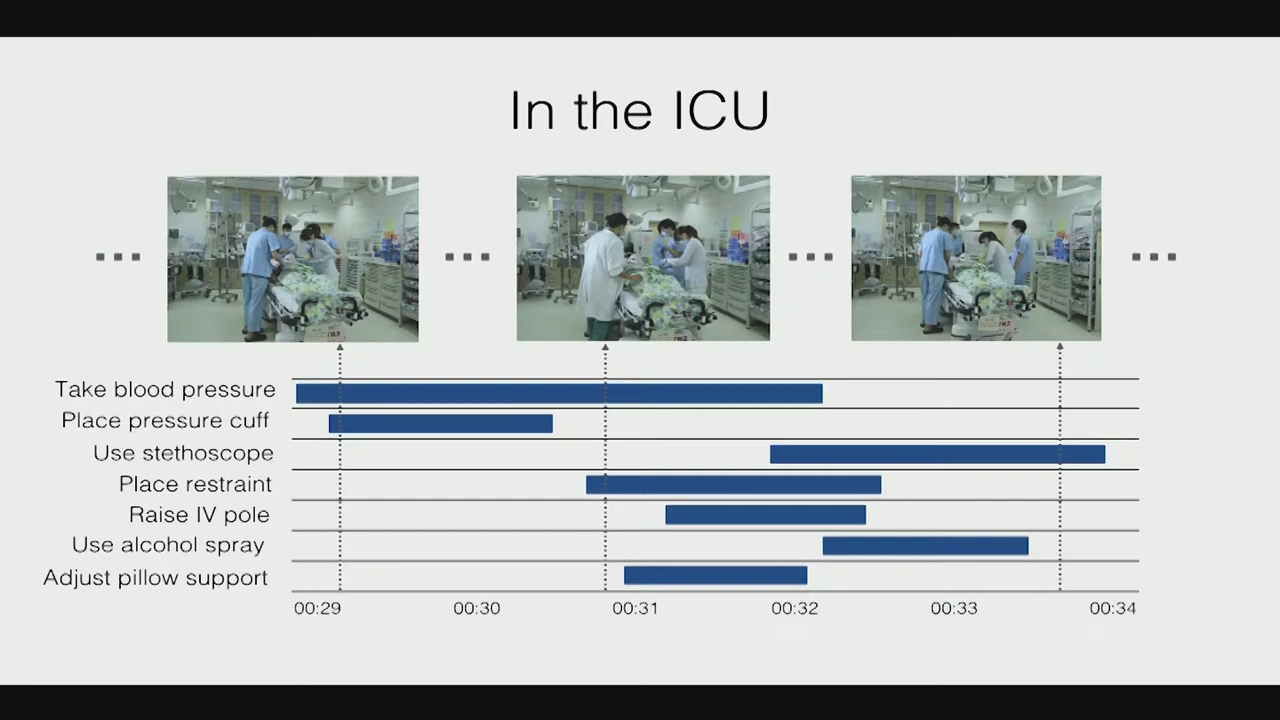 In the ICU
Take blood pressure
Place pressure cuff
Use stethoscope
Place restraint
Raise IV pole
Use alcohol spray
Adjust pillow support
00:29 00:30 00:31 00:32 00:33 00:34